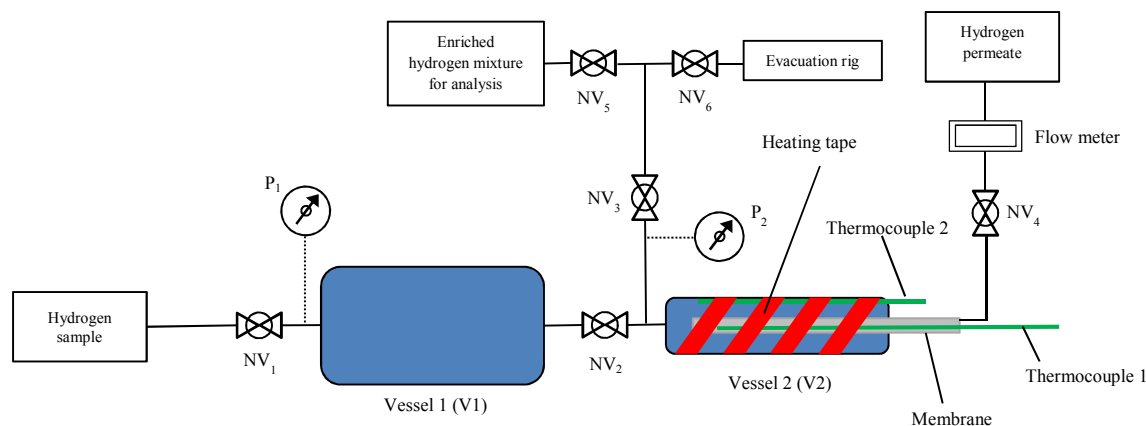 Enriched
hydrogen mixture
for analysis
NV5
NV6
Evacuation rig
Hydrogen
permeate
Flow meter
Heating tape
P1
NV3
P2
NV4
Thermocouple 2
Hydrogen
sample
NV1
NV2
Vessel 1 (V1)
Vessel 2 (V2)
Thermocouple 1
Membrane